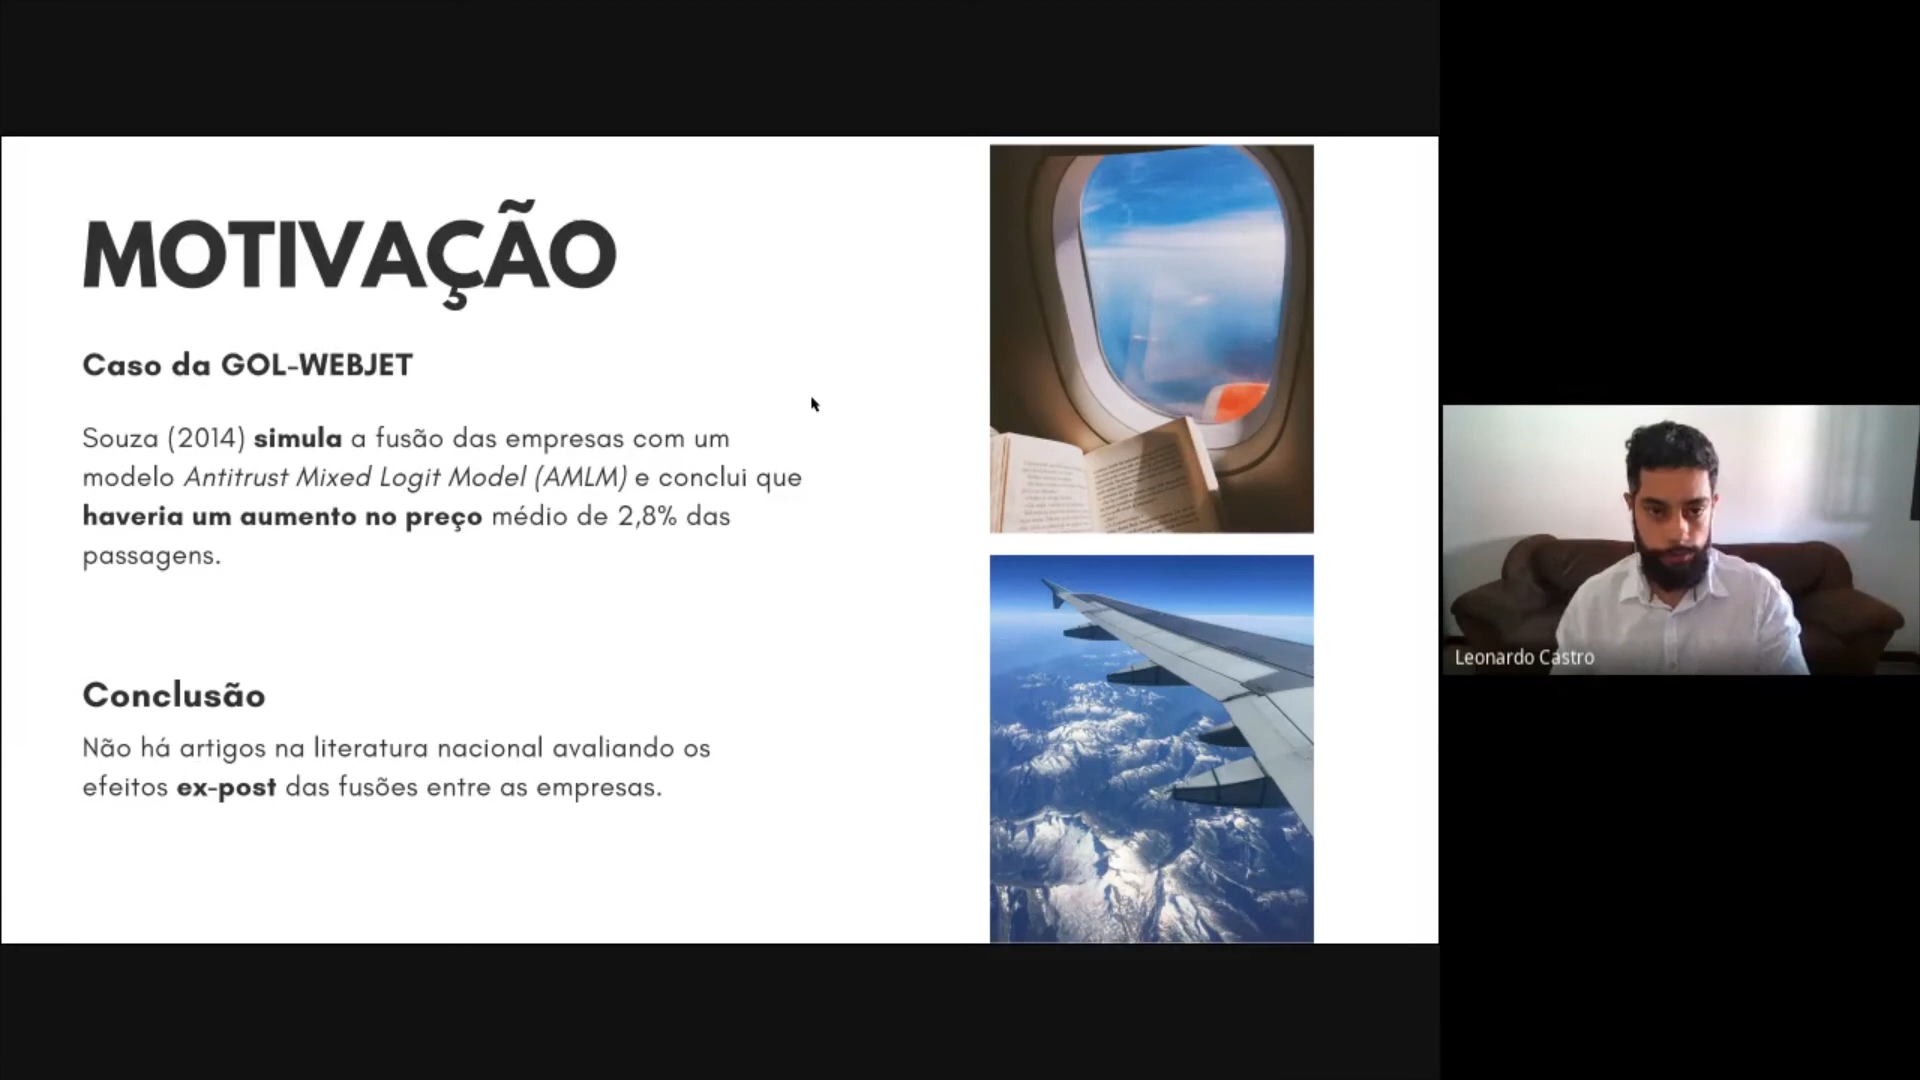 MOTIVAÇÃO
Caso da GOL-WEBJET
Souza (2014) simula a fusão das empresas com um
modelo Antitrust Mixed Logit Model (AMLM) e conclui que
haveria um aumento no preço médio de 2,8% das
passagens.
Conclusão
Não há artigos na literatura nacional avaliando os
efeitos ex-post das fusões entre as empresas.
Leonardo Castro